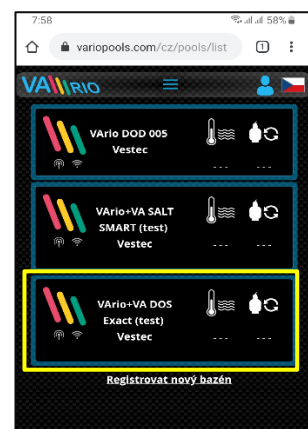 7:58
58%
variopools.com/cz/pools/list
1
VArio
VArio DOD 005
Vestec
--- ---
VArio+VA SALT
SMART (test)
Vestec
--- ---
VArio+VA DOS
Exact (test)
Vestec
--- ---
Registrovat nový bazén